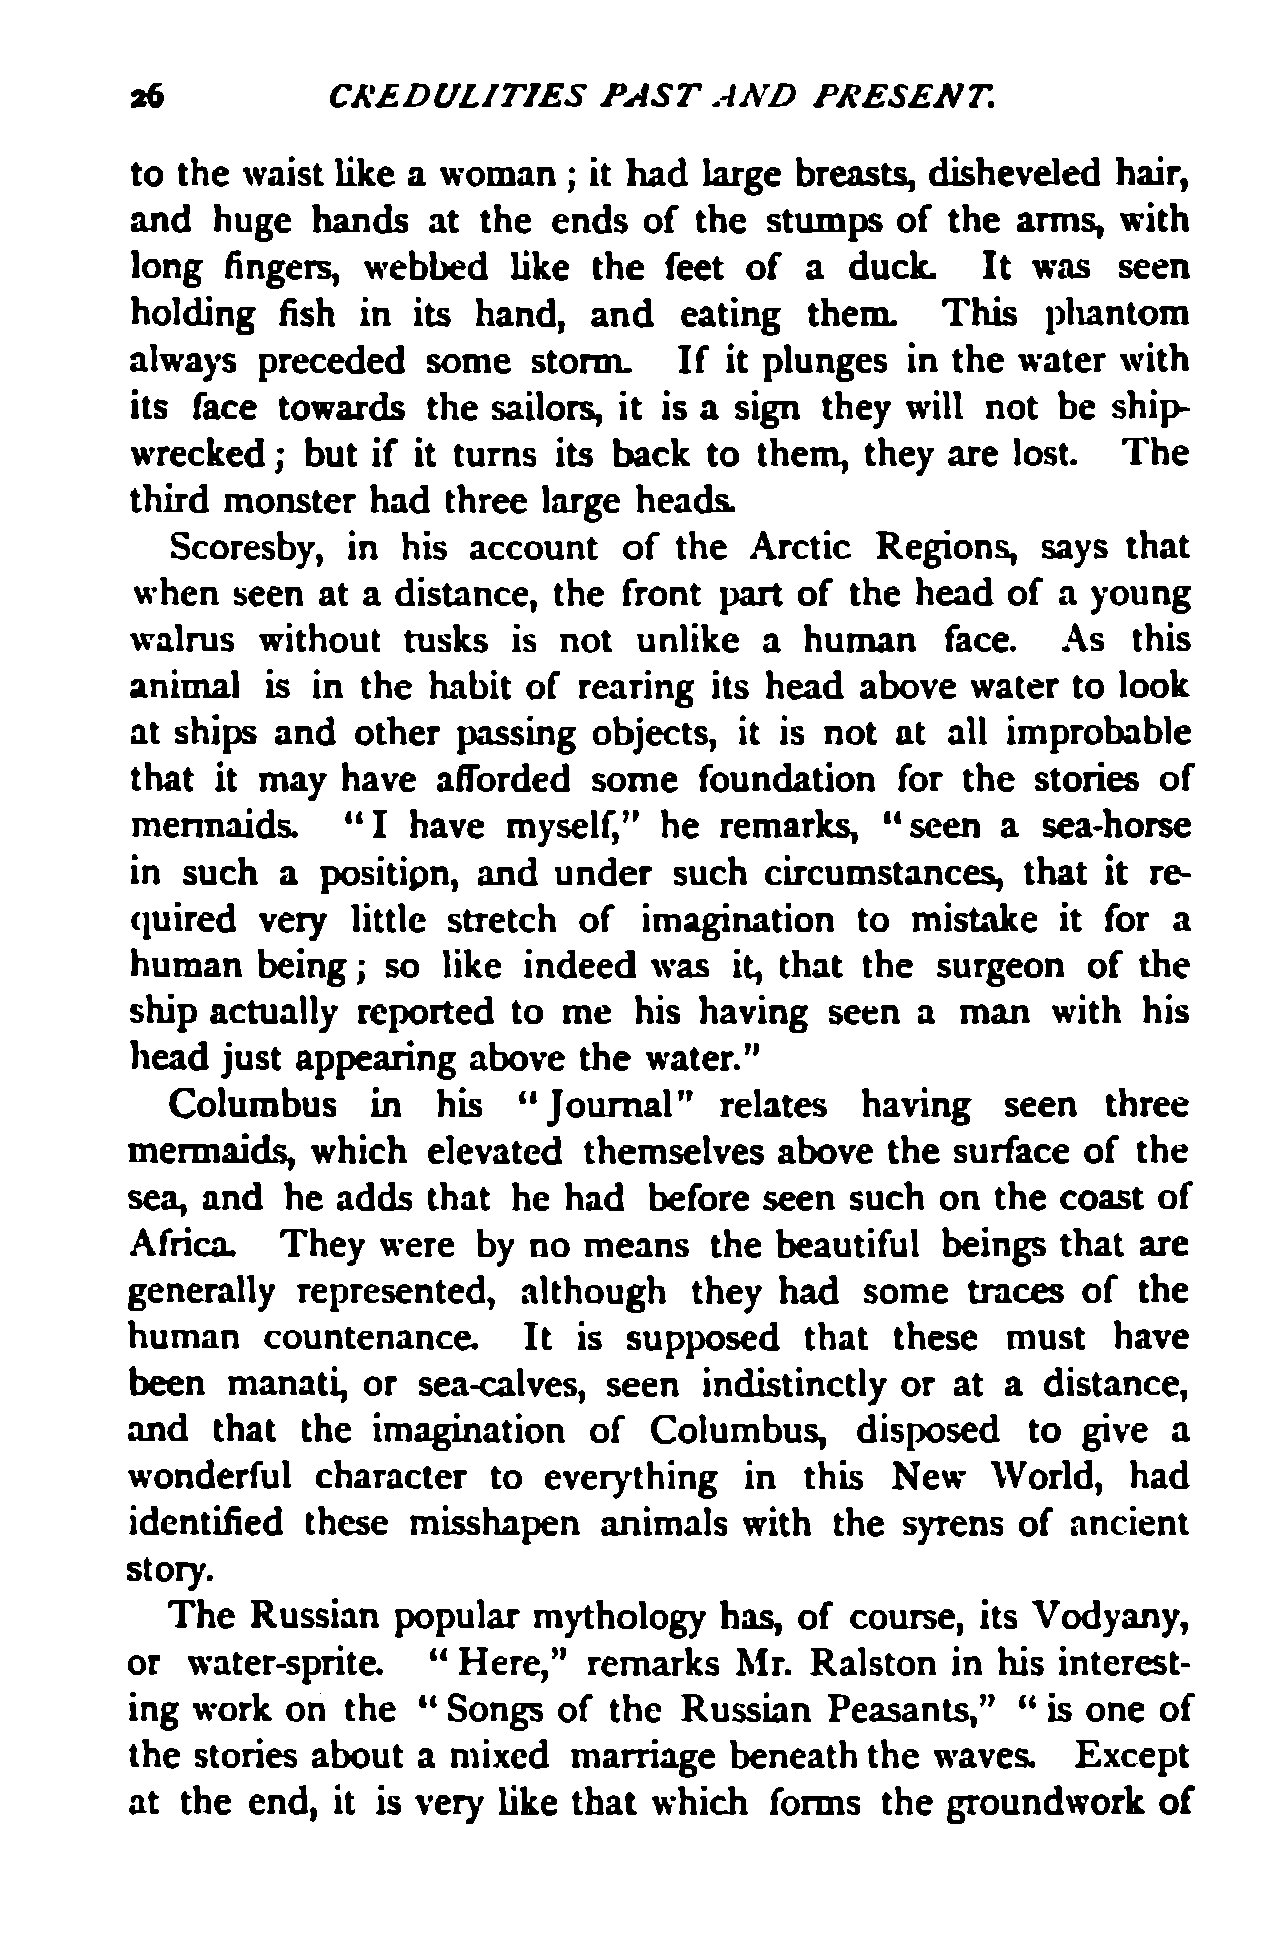 26 CREDULITIES PAST AND PRESENT.
to the waist like a woman ; it had large breasts, disheveled hair,
and huge hands at the ends of the stumps of the arms, with
long fingers, webbed like the feet of a duck. It was seen
holding fish in its hand, and eating them. This phantom
always preceded some storm. If it plunges in the water with
its face towards the sailors, it is a sign they will not be ship-
wrecked ; but if it turns its back to them, they are lost. The
third monster had three large heads.
Scoresby, in his account of the Arctic Regions, says that
when seen at a distance, the front part of the head of a young
walrus without tusks is not unlike a human face. As this
animal is in the habit of rearing its head above water to look
at ships and other passing objects, it is not at all improbable
that it may have afforded some foundation for the stories of
mermaids. “ I have myself,” he remarks, “ seen a sea-horse
in such a position, and under such circumstances, that it re-
quired very little stretch of imagination to mistake it for a
human being ; so like indeed was it, that the surgeon of the
ship actually reported to me his having seen a man with his
head just appearing above the water.”
Columbus in his “ Journal” relates having seen three
mermaids, which elevated themselves above the surface of the
sea, and he adds that he had before seen such on the coast of
Africa. They were by no means the beautiful beings that are
generally represented, although they had some traces of the
human countenance. It is supposed that these must have
been manati, or sea-calves, seen indistinctly or at a distance,
and that the imagination of Columbus, disposed to give a
wonderful character to everything in this New World, had
identified these misshapen animals with the syrens of ancient
story.
The Russian popular mythology has, of course, its Vodyany,
or water-sprite. “ Here,” remarks Mr. Ralston in his interest-
ing work on the “ Songs of the Russian Peasants,” “ is one of
the stories about a mixed marriage beneath the waves. Except
at the end, it is very like that which forms the groundwork of